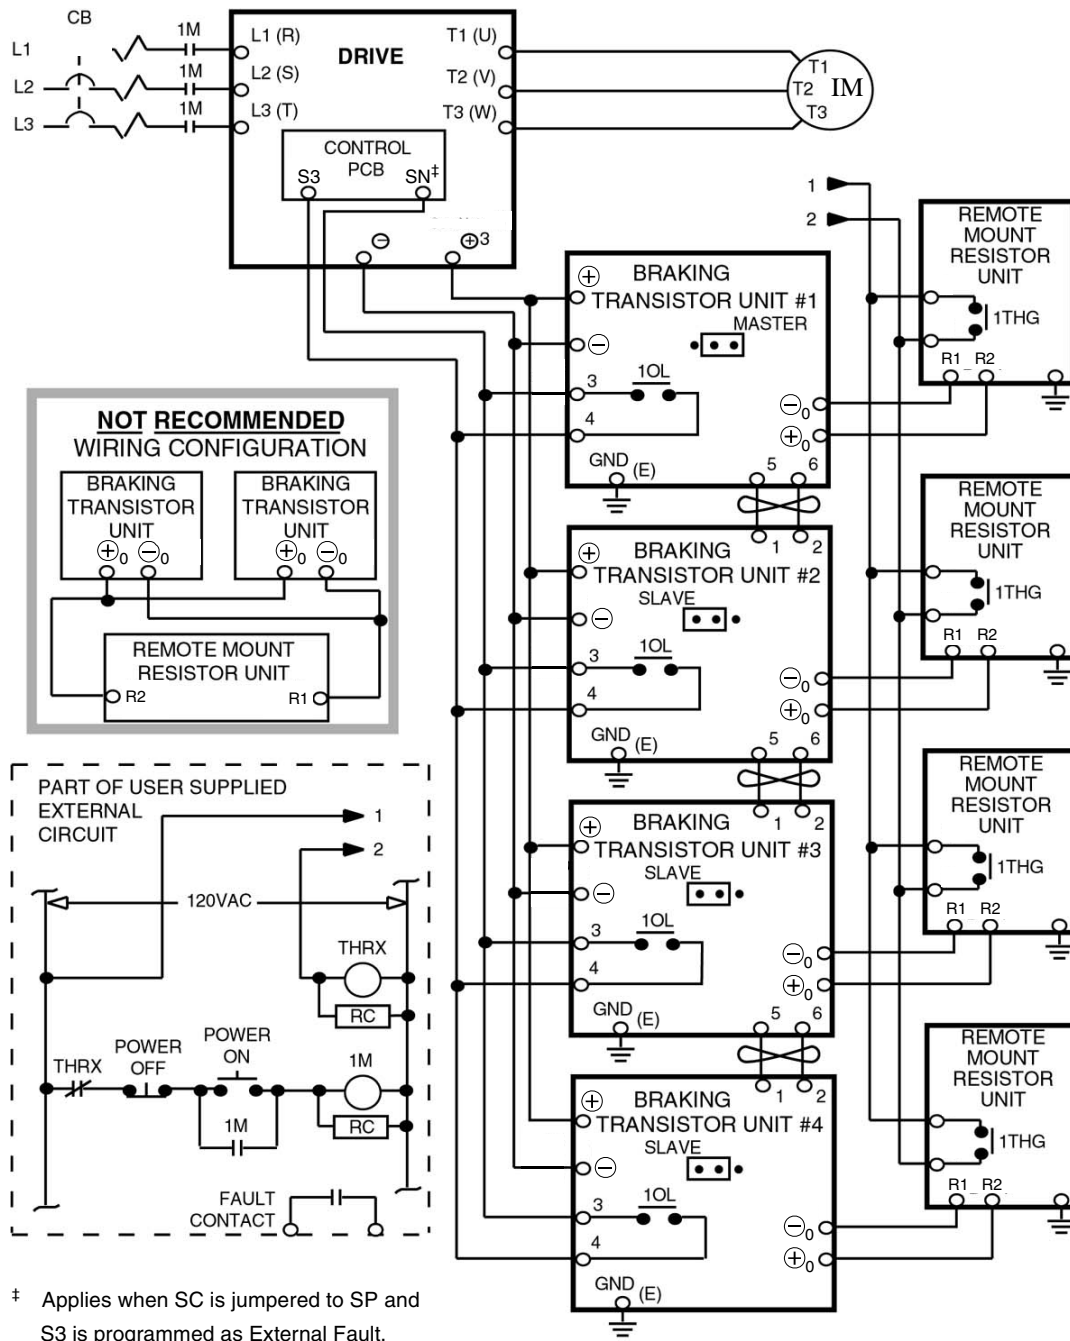 CB
L1
L2
L3
1M
1M
1M
L1 (R)
L2 (S)
L3 (T)
DRIVE
T1 (U)
T2 (V)
T3 (W)
T1
T2
T3
IM
CONTROL
PCB
S3
SN‡
⊖
⊕3
1
2
⊕
BRAKING
TRANSISTOR UNIT #1
MASTER
⊖
3
1OL
4
GND (E)
5
6
⊖0
⊕0
REMOTE
MOUNT
RESISTOR
UNIT
1THG
R1 R2
NOT RECOMMENDED
WIRING CONFIGURATION
BRAKING
TRANSISTOR
UNIT
⊕0 ⊖0
BRAKING
TRANSISTOR
UNIT
⊕0 ⊖0
REMOTE MOUNT
RESISTOR UNIT
R2
R1
1
2
⊕
BRAKING
TRANSISTOR UNIT #2
SLAVE
⊖
3
1OL
4
GND (E)
5
6
⊖0
⊕0
REMOTE
MOUNT
RESISTOR
UNIT
1THG
R1 R2
1
2
⊕
BRAKING
TRANSISTOR UNIT #3
SLAVE
⊖
3
1OL
4
GND (E)
5
6
⊖0
⊕0
REMOTE
MOUNT
RESISTOR
UNIT
1THG
R1 R2
1
2
⊕
BRAKING
TRANSISTOR UNIT #4
SLAVE
⊖
3
1OL
4
GND (E)
⊖0
⊕0
REMOTE
MOUNT
RESISTOR
UNIT
1THG
R1 R2
PART OF USER SUPPLIED
EXTERNAL
CIRCUIT
1
2
120VAC
THRX
RC
THRX
POWER
OFF
POWER
ON
1M
1M
RC
FAULT
CONTACT
‡ Applies when SC is jumpered to SP and
S3 is programmed as External Fault.